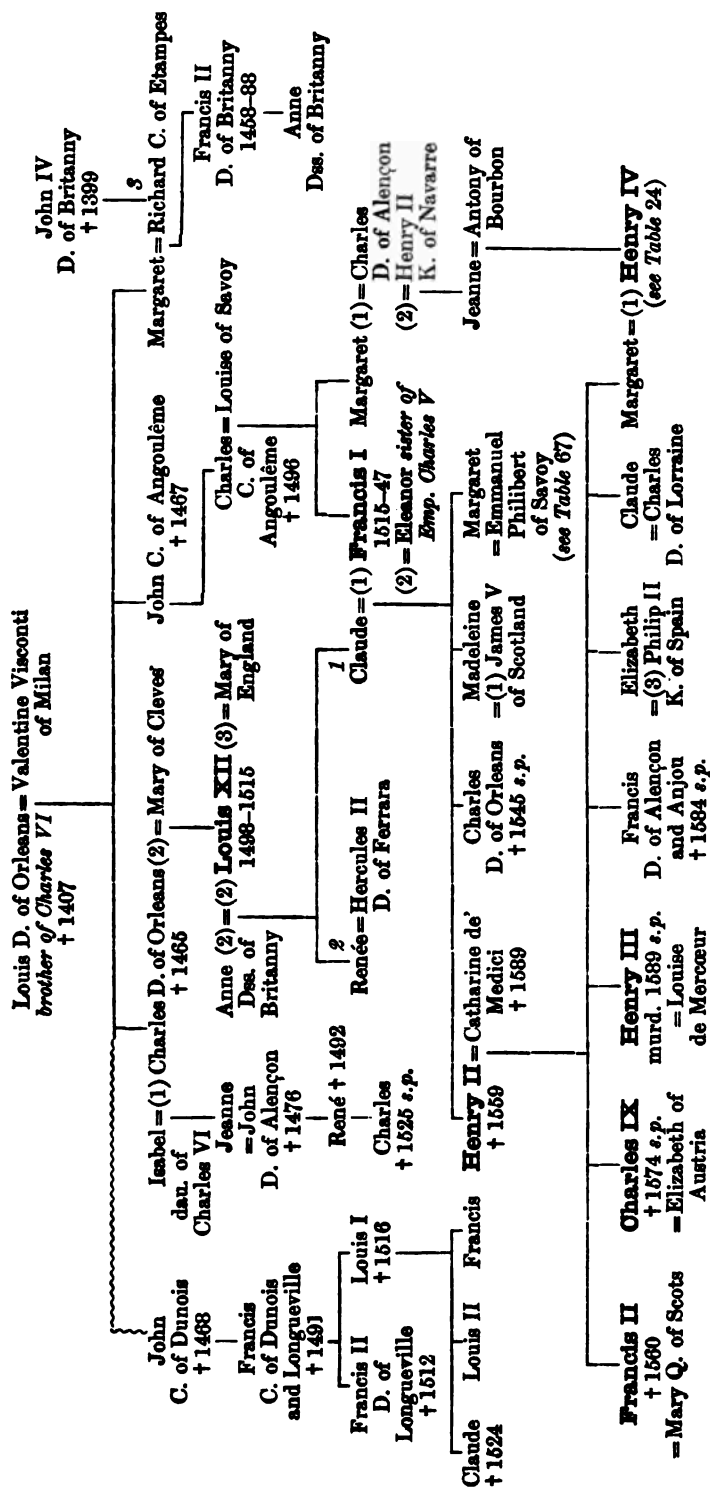 Louis D. of Orleans = Valentine Visconti
brother of Charles VI of Milan
† 1407
John IV
D. of Britanny
† 1399
3
Isabel = (1) Charles D. of Orleans (2) = Mary of Cleves
dau. of † 1465
Charles VI
John C. of Angoulême
† 1467
Margaret = Richard C. of Etampes
John
C. of Dunois
† 1468
Jeanne
= John
D. of Alençon
† 1476
Anne (2) = (2) Louis XII (3) = Mary of
Dss. of 1498–1515 England
Britanny
Charles = Louise of Savoy
C. of
Angoulême
† 1496
Francis II
D. of Britanny
1458–88
Francis
C. of Dunois
and Longueville
† 1491
René † 1492
Anne
Dss. of Britanny
Francis II
D. of
Longueville
† 1512
Louis I
† 1516
Charles
† 1525 s.p.
2
Renée = Hercules II
D. of Ferrara
1
Claude = (1) Francis I
1515–47
(2) = Eleanor sister of
Emp. Charles V
Margaret (1) = Charles
D. of Alençon
(2) = Henry II
K. of Navarre
Claude
† 1524
Louis II
Francis
Henry II = Catharine de'
† 1559 Medici
† 1589
Charles
D. of Orleans
† 1545 s.p.
Madeleine
= (1) James V
of Scotland
Margaret
= Emmanuel
Philibert
of Savoy
(see Table 67)
Jeanne = Antony of
Bourbon
Francis II
† 1560
= Mary Q. of Scots
Charles IX
† 1574 s.p.
= Elizabeth of
Austria
Henry III
murd. 1589 s.p.
= Louise
de Mercœur
Francis
D. of Alençon
and Anjou
† 1584 s.p.
Elizabeth
= (3) Philip II
K. of Spain
Claude
= Charles
D. of Lorraine
Margaret = (1) Henry IV
(see Table 24)